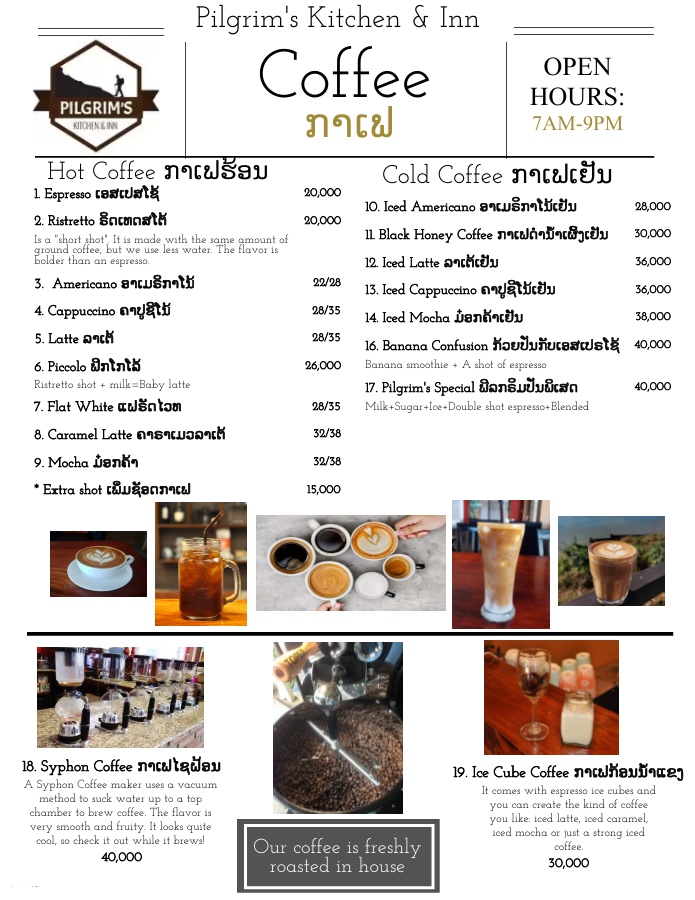 Pilgrim's Kitchen & Inn
PILGRIM'S
KITCHEN & INN
Coffee
ກາເຟ
OPEN
HOURS:
7AM-9PM
Hot Coffee ກາເຟຮ້ອນ
1. Espresso ເອສເປສໂຊ້ 20,000
2. Ristretto ຣິດເທດສໂຕ້ 20,000
Is a "short shot". It is made with the same amount of
ground coffee, but we use less water. The flavor is
bolder than an espresso.
3. Americano ອາເມຣິກາໂນ້ 22/28
4. Cappuccino ຄາປູຊີໂນ້ 28/35
5. Latte ລາເຕ້ 28/35
6. Piccolo ພິກໂກໂລ້ 26,000
Ristretto shot + milk=Baby latte
7. Flat White ແຟຣັດໄວທ 28/35
8. Caramel Latte ຄາຣາເມວລາເຕ້ 32/38
9. Mocha ມ໋ອກຄ້າ 32/38
* Extra shot ເພີ່ມຊັອດກາເຟ 15,000
Cold Coffee ກາເຟເຢັນ
10. Iced Americano ອາເມຣິກາໂນ້ເຢັນ 28,000
11. Black Honey Coffee ກາເຟດຳນ້ຳເຜີ້ງເຢັນ 30,000
12. Iced Latte ລາເຕ້ເຢັນ 36,000
13. Iced Cappuccino ຄາປູຊີໂນ້ເຢັນ 36,000
14. Iced Mocha ມ໋ອກຄ້າເຢັນ 38,000
16. Banana Confusion ກ້ວຍປັ່ນກັບເອສເປຣໂຊ້ 40,000
Banana smoothie + A shot of espresso
17. Pilgrim's Special ພິລກຣິມປັ່ນພິເສດ 40,000
Milk+Sugar+Ice+Double shot espresso+Blended
18. Syphon Coffee ກາເຟໄຊຟ້ອນ
A Syphon Coffee maker uses a vacuum
method to suck water up to a top
chamber to brew coffee. The flavor is
very smooth and fruity. It looks quite
cool, so check it out while it brews!
40,000
Our coffee is freshly
roasted in house
19. Ice Cube Coffee ກາເຟກ້ອນນ້ຳແຂງ
It comes with espresso ice cubes and
you can create the kind of coffee
you like: iced latte, iced caramel,
iced mocha or just a strong iced
coffee.
30,000